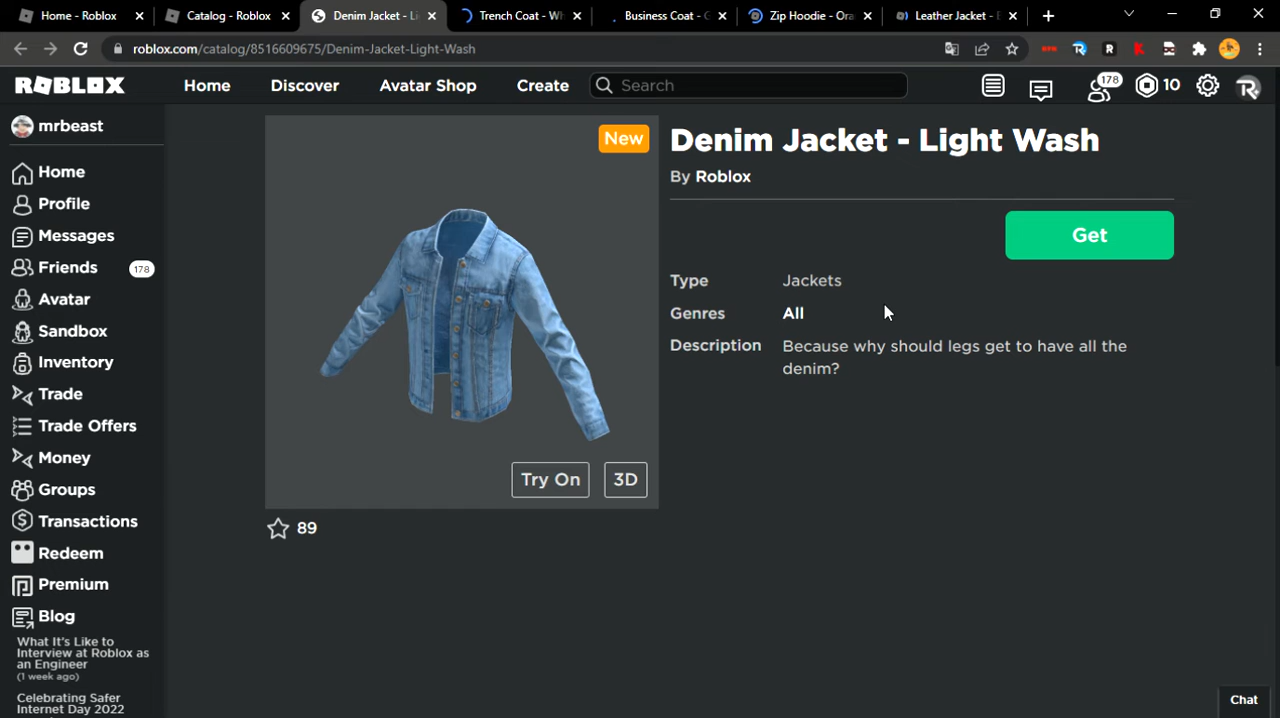 Home - Roblox
Catalog - Roblox
Denim Jacket - Li
Trench Coat - Wh
Business Coat - G
Zip Hoodie - Ora
Leather Jacket - B
roblox.com/catalog/8516609675/Denim-Jacket-Light-Wash
ROBLOX
Home
Discover
Avatar Shop
Create
Search
178
10
mrbeast
Home
Profile
Messages
Friends
178
Avatar
Sandbox
Inventory
Trade
Trade Offers
Money
Groups
Transactions
Redeem
Premium
Blog
What It's Like to
Interview at Roblox as
an Engineer
(1 week ago)
Celebrating Safer
Internet Day 2022
New
Try On
3D
89
Denim Jacket - Light Wash
By Roblox
Get
Type Jackets
Genres All
Description Because why should legs get to have all the
denim?
Chat